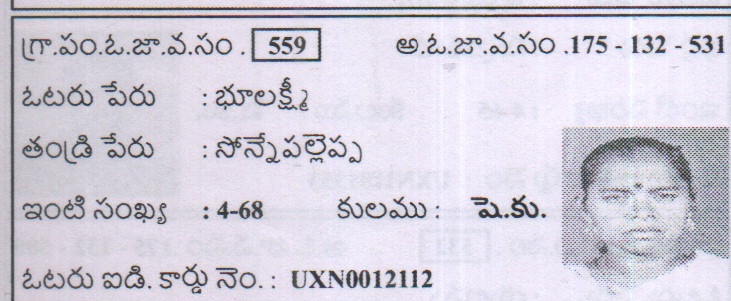 గ్రా.పం.ఓ.జా.వ.సం . 559 అ.ఓ.జా.వ.సం .175 - 132 - 531
ఓటరు పేరు : భూలక్ష్మీ
తండ్రి పేరు : సోన్నేపల్లెప్ప
ఇంటి సంఖ్య : 4-68 కులము : షె.కు.
ఓటరు ఐడి. కార్డు నెం. : UXN0012112